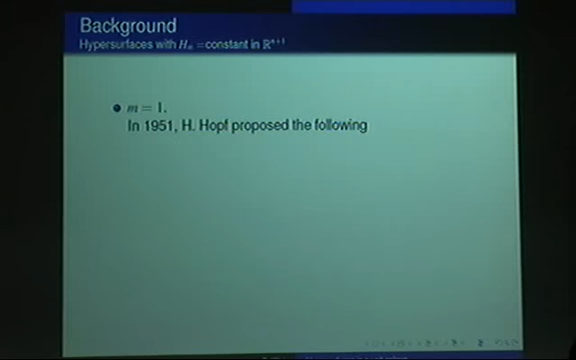 Background
Hypersurfaces with Hₘ =constant in ℝⁿ⁺¹
• m = 1.
In 1951, H. Hopf proposed the following